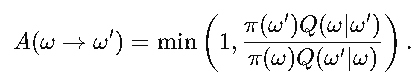 A(ω → ω′) = min(1, π(ω′)Q(ω|ω′) / π(ω)Q(ω′|ω)).